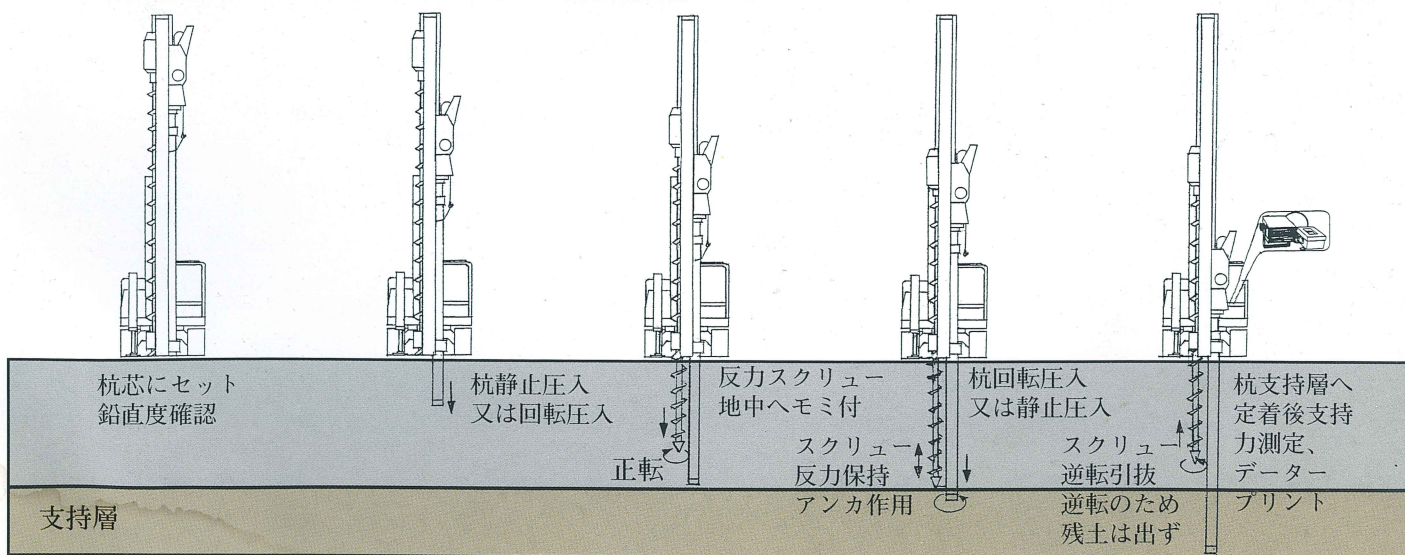 杭芯にセット
鉛直度確認
杭静止圧入
又は回転圧入
反力スクリュー
地中へモミ付
正転
杭回転圧入
又は静止圧入
スクリュー
反力保持
アンカ作用
スクリュー
逆転引抜
逆転のため
残土は出ず
杭支持層へ
定着後支持
力測定、
データー
プリント
支持層